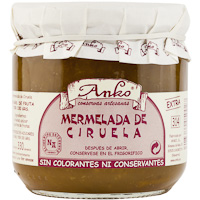 Anko
conservas artesanas
EXTRA
MERMELADA DE
CIRUELA
DESPUÉS DE ABRIR,
CONSÉRVESE EN EL FRIGORÍFICO
SIN COLORANTES NI CONSERVANTES